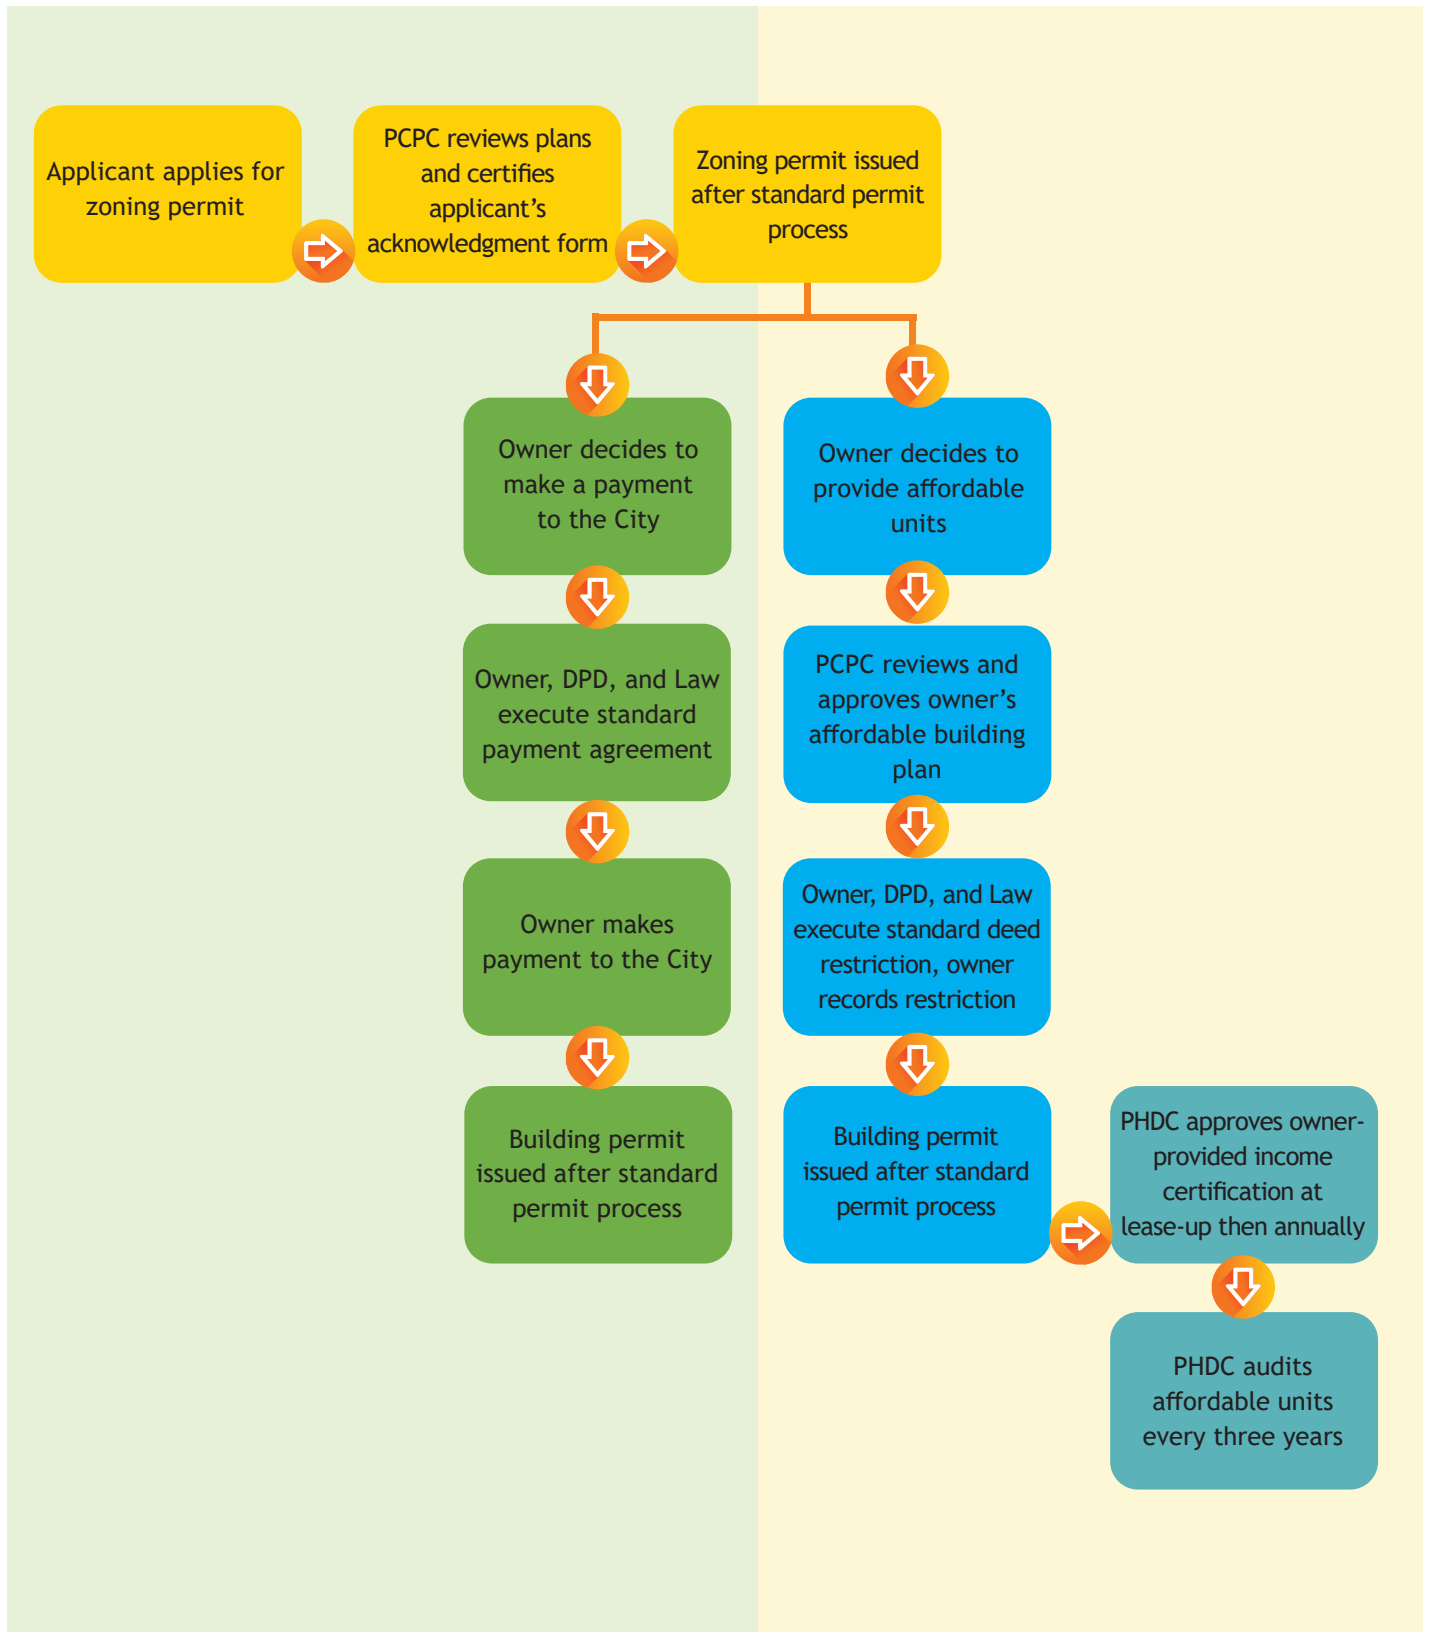 Applicant applies for
zoning permit
PCPC reviews plans
and certifies
applicant’s
acknowledgment form
Zoning permit issued
after standard permit
process
Owner decides to
make a payment
to the City
Owner, DPD, and Law
execute standard
payment agreement
Owner makes
payment to the City
Building permit
issued after standard
permit process
Owner decides to
provide affordable
units
PCPC reviews and
approves owner’s
affordable building
plan
Owner, DPD, and Law
execute standard deed
restriction, owner
records restriction
Building permit
issued after standard
permit process
PHDC approves owner-
provided income
certification at
lease-up then annually
PHDC audits
affordable units
every three years